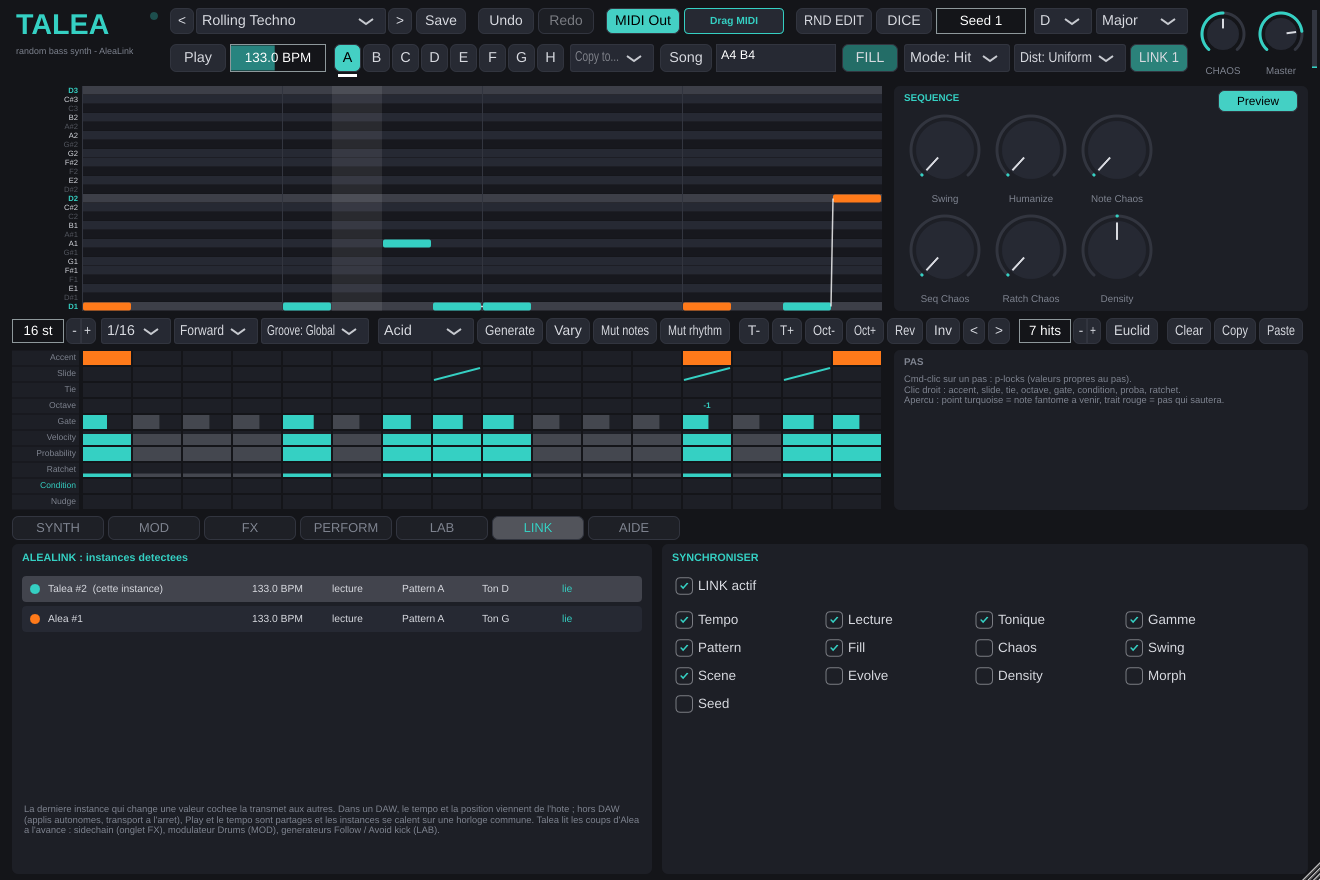 TALEA
random bass synth - AleaLink
< Rolling Techno > Save Undo Redo MIDI Out Drag MIDI RND EDIT DICE Seed 1 D Major
Play 133.0 BPM A B C D E F G H Copy to... Song A4 B4 FILL Mode: Hit Dist: Uniform LINK 1
CHAOS Master
D3
C#3
C3
B2
A#2
A2
G#2
G2
F#2
F2
E2
D#2
D2
C#2
C2
B1
A#1
A1
G#1
G1
F#1
F1
E1
D#1
D1
SEQUENCE Preview
Swing Humanize Note Chaos
Seq Chaos Ratch Chaos Density
16 st - + 1/16 Forward Groove: Global Acid Generate Vary Mut notes Mut rhythm T- T+ Oct- Oct+ Rev Inv < > 7 hits - + Euclid Clear Copy Paste
Accent
Slide
Tie
Octave -1
Gate
Velocity
Probability
Ratchet
Condition
Nudge
PAS
Cmd-clic sur un pas : p-locks (valeurs propres au pas).
Clic droit : accent, slide, tie, octave, gate, condition, proba, ratchet.
Apercu : point turquoise = note fantome a venir, trait rouge = pas qui sautera.
SYNTH MOD FX PERFORM LAB LINK AIDE
ALEALINK : instances detectees
Talea #2 (cette instance) 133.0 BPM lecture Pattern A Ton D lie
Alea #1 133.0 BPM lecture Pattern A Ton G lie
La derniere instance qui change une valeur cochee la transmet aux autres. Dans un DAW, le tempo et la position viennent de l'hote ; hors DAW
(applis autonomes, transport a l'arret), Play et le tempo sont partages et les instances se calent sur une horloge commune. Talea lit les coups d'Alea
a l'avance : sidechain (onglet FX), modulateur Drums (MOD), generateurs Follow / Avoid kick (LAB).
SYNCHRONISER
LINK actif
Tempo Lecture Tonique Gamme
Pattern Fill Chaos Swing
Scene Evolve Density Morph
Seed